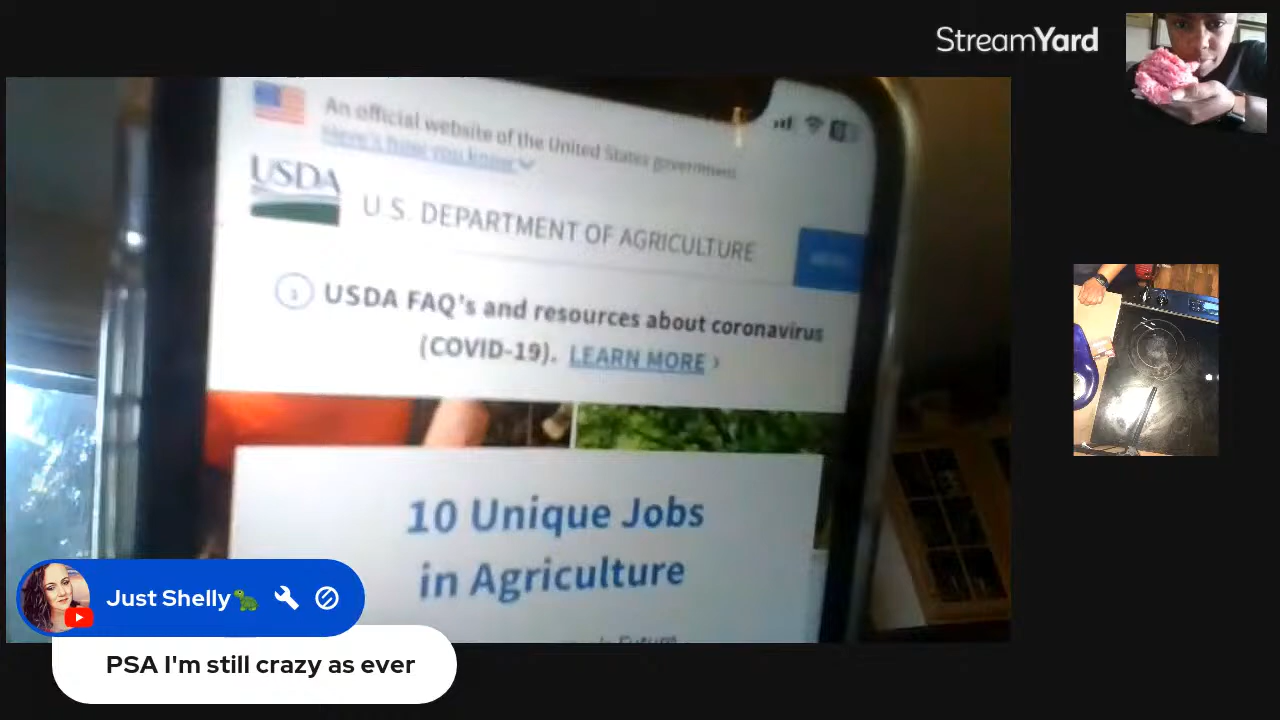 StreamYard
An official website of the United States government
Here's how you know
USDA
U.S. DEPARTMENT OF AGRICULTURE
USDA FAQ's and resources about coronavirus
(COVID-19). LEARN MORE ›
10 Unique Jobs
in Agriculture
Just Shelly🐢
PSA I'm still crazy as ever